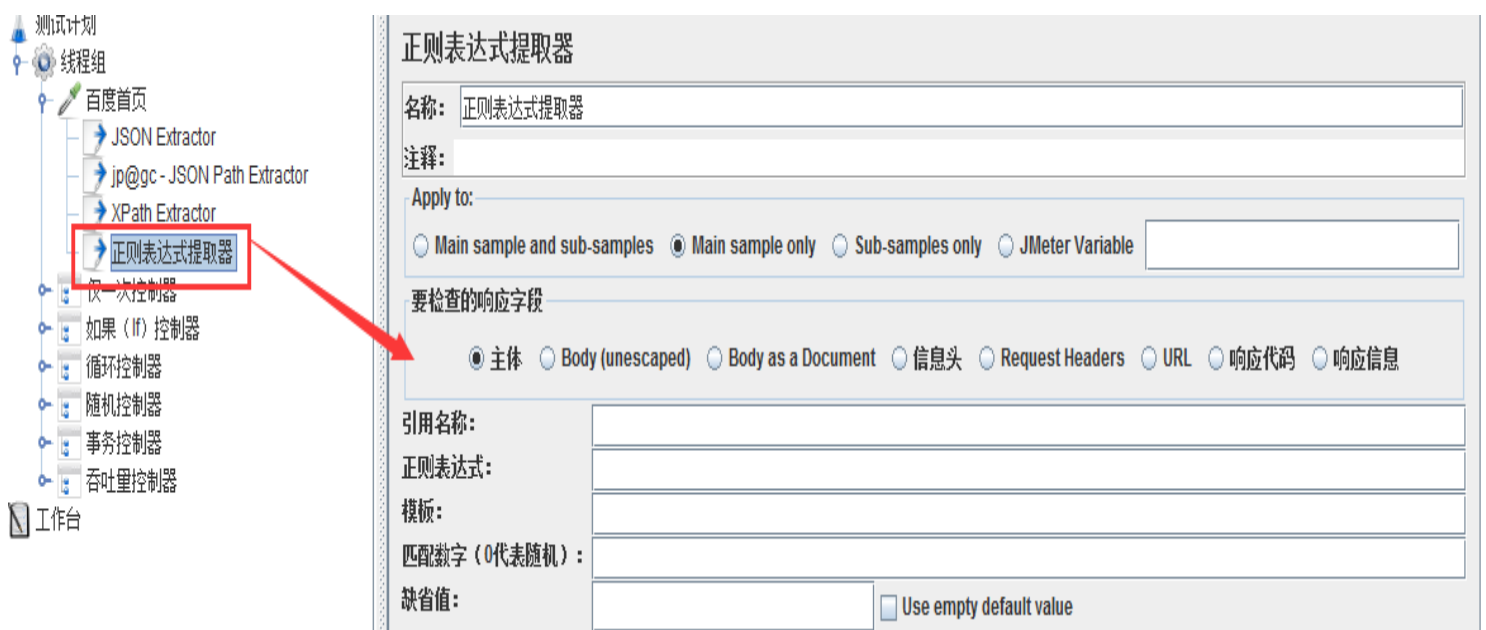 测试计划
线程组
百度首页
JSON Extractor
jp@gc - JSON Path Extractor
XPath Extractor
正则表达式提取器
仅一次控制器
如果（If）控制器
循环控制器
随机控制器
事务控制器
吞吐量控制器
工作台
正则表达式提取器
名称： 正则表达式提取器
注释：
Apply to:
Main sample and sub-samples Main sample only Sub-samples only JMeter Variable
要检查的响应字段
主体 Body (unescaped) Body as a Document 信息头 Request Headers URL 响应代码 响应信息
引用名称：
正则表达式：
模板：
匹配数字（0代表随机）：
缺省值： Use empty default value